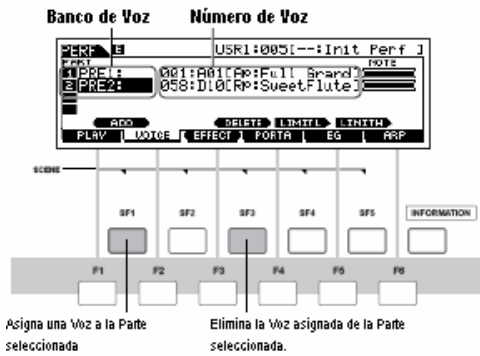 Banco de Voz Número de Voz
PERF E USR1:005[--:Init Perf ]
PART NOTE
1 PRE1: 001:A01[Ap:Full Grand]
2 PRE2: 058:D10[Rp:SweetFlute]
ADD DELETE LIMITL LIMITH
PLAY VOICE EFFECT PORTA EG ARP
SCENE
SF1 SF2 SF3 SF4 SF5 INFORMATION
F1 F2 F3 F4 F5 F6
Asigna una Voz a la Parte Elimina la Voz asignada de la Parte
seleccionada seleccionada.